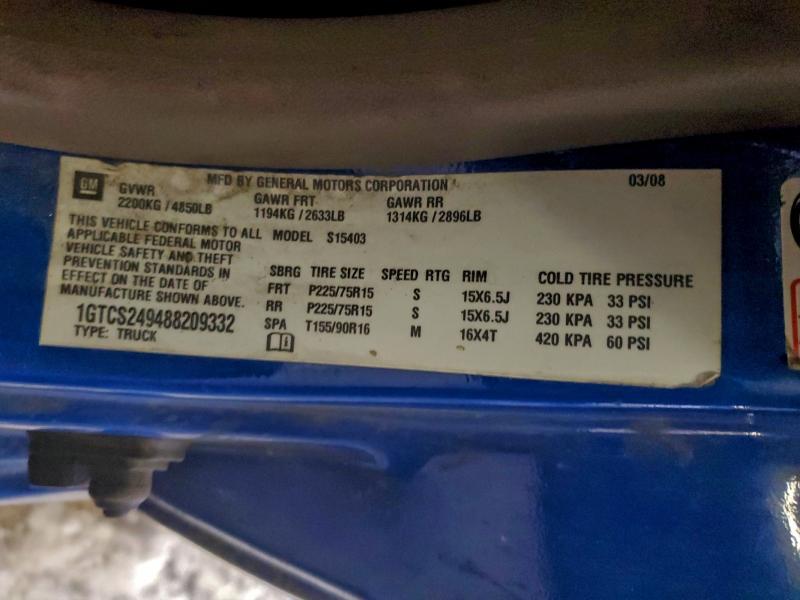 GM
MFD BY GENERAL MOTORS CORPORATION
03/08
GVWR
2200KG / 4850LB
GAWR FRT
1194KG / 2633LB
GAWR RR
1314KG / 2896LB
THIS VEHICLE CONFORMS TO ALL
APPLICABLE FEDERAL MOTOR
VEHICLE SAFETY AND THEFT
PREVENTION STANDARDS IN
EFFECT ON THE DATE OF
MANUFACTURE SHOWN ABOVE.
1GTCS249488209332
TYPE: TRUCK
MODEL S15403
SBRG TIRE SIZE SPEED RTG RIM COLD TIRE PRESSURE
FRT P225/75R15 S 15X6.5J 230 KPA 33 PSI
RR P225/75R15 S 15X6.5J 230 KPA 33 PSI
SPA T155/90R16 M 16X4T 420 KPA 60 PSI